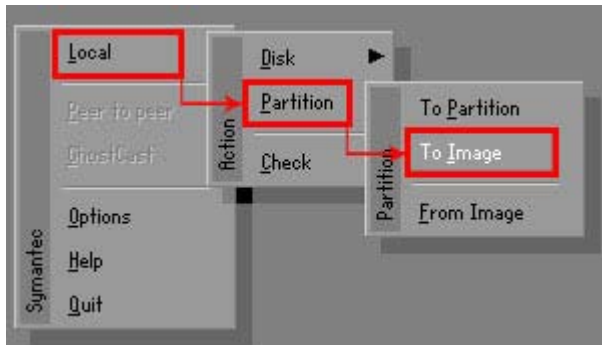 Local
Peer to peer
GhostCast
Options
Help
Quit
Symantec
Disk
Partition
Check
Action
To Partition
To Image
From Image
Partition